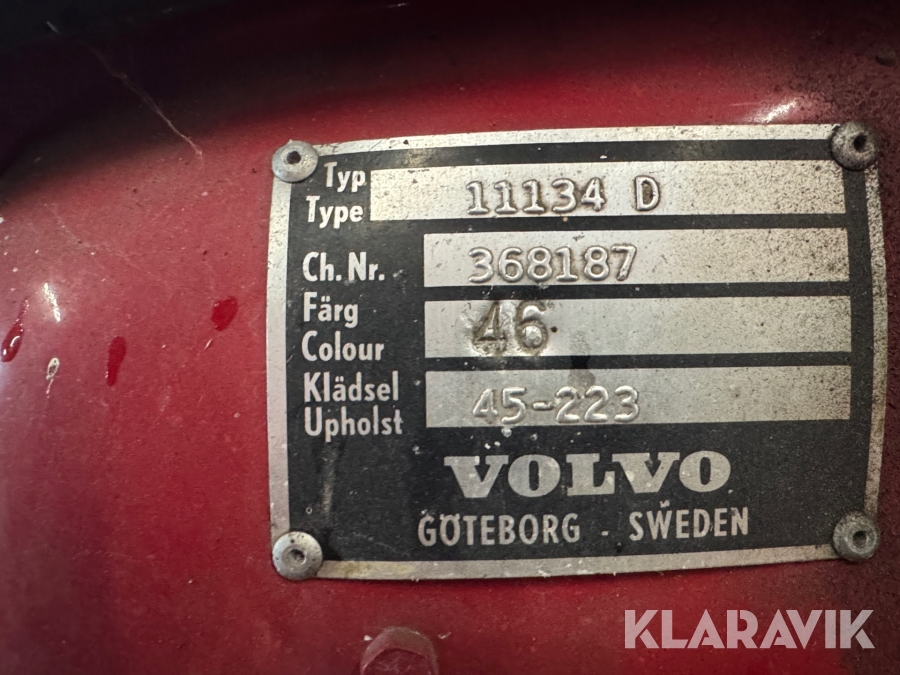 Typ
Type 11134 D
Ch. Nr. 368187
Färg
Colour 46
Klädsel
Upholst 45-223
VOLVO
GÖTEBORG - SWEDEN
KLARAVIK